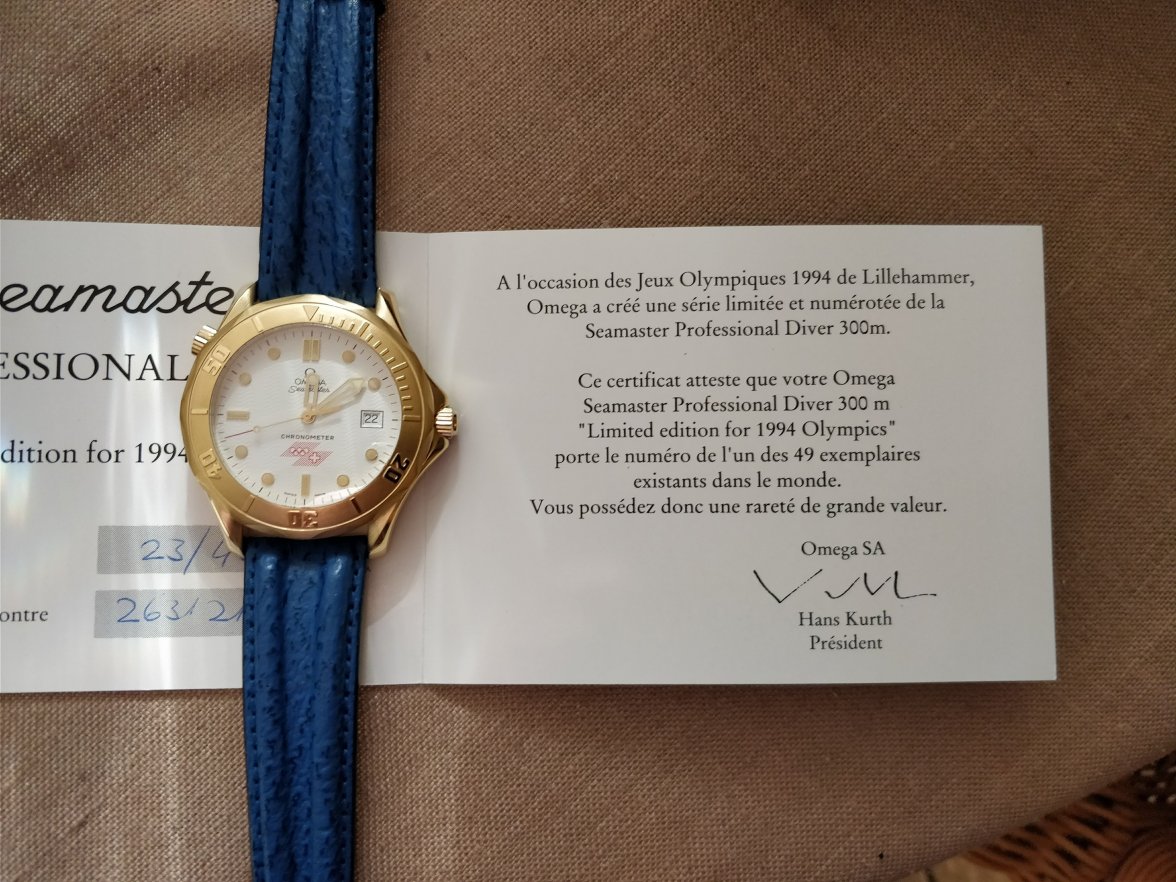 eamaste
ESSIONAL
dition for 1994
23/4
ontre
263121
50
40
30
20
Ω
OMEGA
Seamaster
22
CHRONOMETER
A l'occasion des Jeux Olympiques 1994 de Lillehammer,
Omega a créé une série limitée et numérotée de la
Seamaster Professional Diver 300m.
Ce certificat atteste que votre Omega
Seamaster Professional Diver 300 m
"Limited edition for 1994 Olympics"
porte le numéro de l'un des 49 exemplaires
existants dans le monde.
Vous possédez donc une rareté de grande valeur.
Omega SA
Hans Kurth
Président